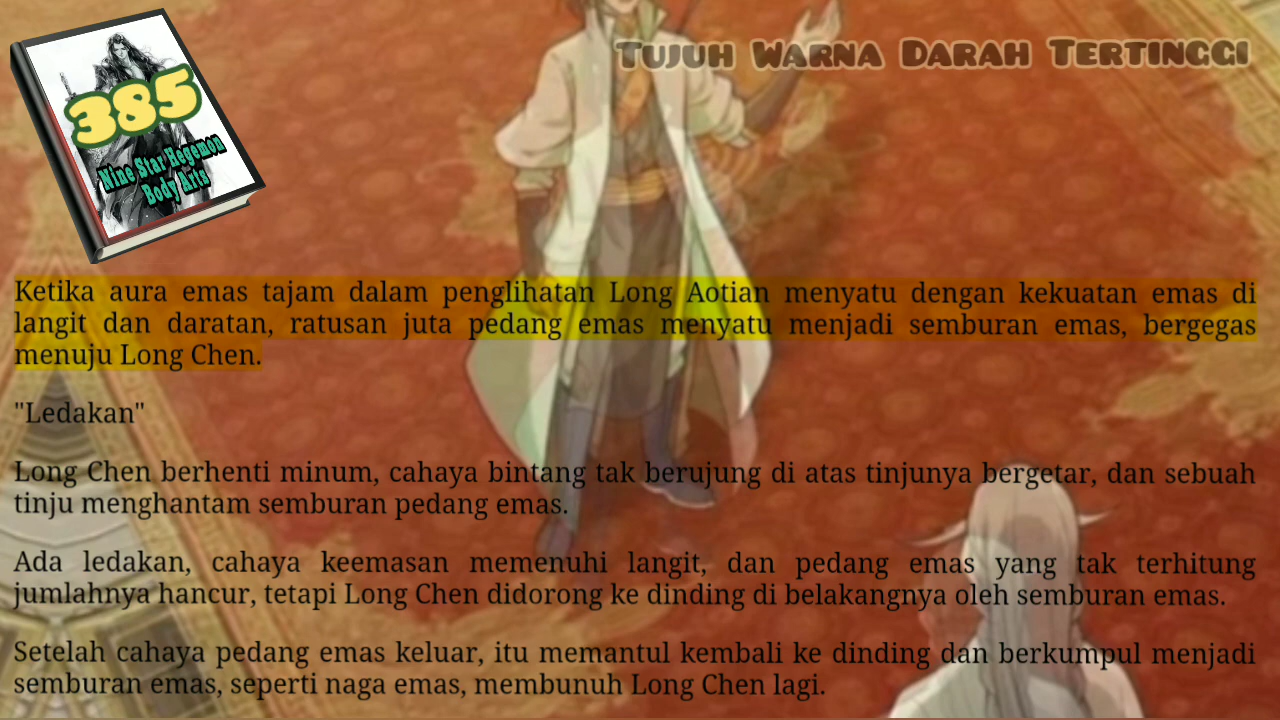 385
Nine Star Hegemon
Body Arts
Tujuh Warna Darah Tertinggi
Ketika aura emas tajam dalam penglihatan Long Aotian menyatu dengan kekuatan emas di
langit dan daratan, ratusan juta pedang emas menyatu menjadi semburan emas, bergegas
menuju Long Chen.
"Ledakan"
Long Chen berhenti minum, cahaya bintang tak berujung di atas tinjunya bergetar, dan sebuah
tinju menghantam semburan pedang emas.
Ada ledakan, cahaya keemasan memenuhi langit, dan pedang emas yang tak terhitung
jumlahnya hancur, tetapi Long Chen didorong ke dinding di belakangnya oleh semburan emas.
Setelah cahaya pedang emas keluar, itu memantul kembali ke dinding dan berkumpul menjadi
semburan emas, seperti naga emas, membunuh Long Chen lagi.